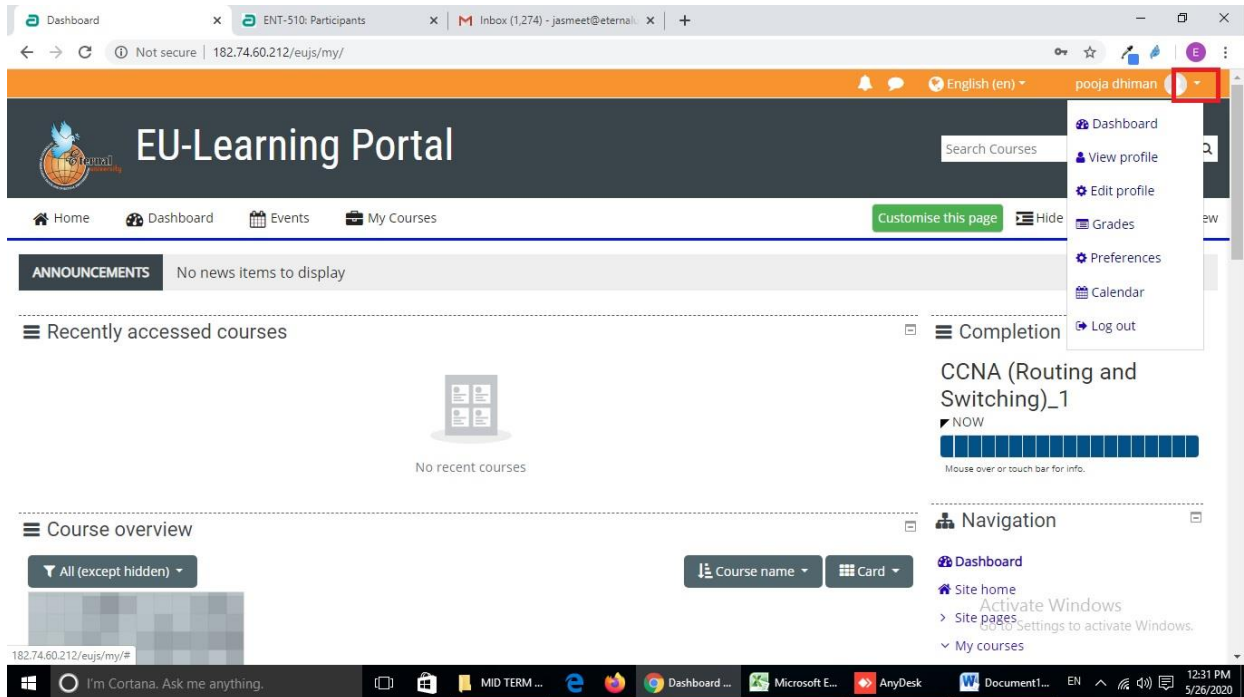 Dashboard
ENT-510: Participants
Inbox (1,274) - jasmeet@eternalu
Not secure | 182.74.60.212/eujs/my/
E
English (en)
pooja dhiman
Eternal
university
EU-Learning Portal
Search Courses
Dashboard
View profile
Edit profile
Grades
Preferences
Calendar
Log out
Home Dashboard Events My Courses
Customise this page Hide
ew
ANNOUNCEMENTS No news items to display
Recently accessed courses
No recent courses
Completion
CCNA (Routing and
Switching)_1
NOW
Mouse over or touch bar for info.
Course overview
All (except hidden)
Course name
Card
Navigation
Dashboard
Site home
Site pages
My courses
Activate Windows
Go to Settings to activate Windows.
182.74.60.212/eujs/my/#
I'm Cortana. Ask me anything.
MID TERM ...
Dashboard ...
Microsoft E...
AnyDesk
Document1...
EN
12:31 PM
5/26/2020